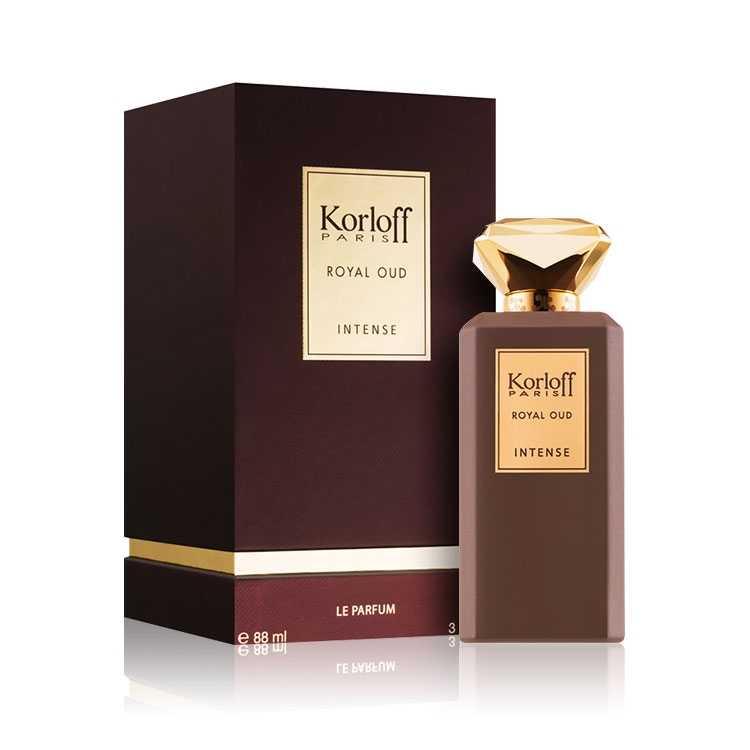 Korloff
PARIS
ROYAL OUD
INTENSE
LE PARFUM
℮ 88 ml
3
Korloff
PARIS
ROYAL OUD
INTENSE